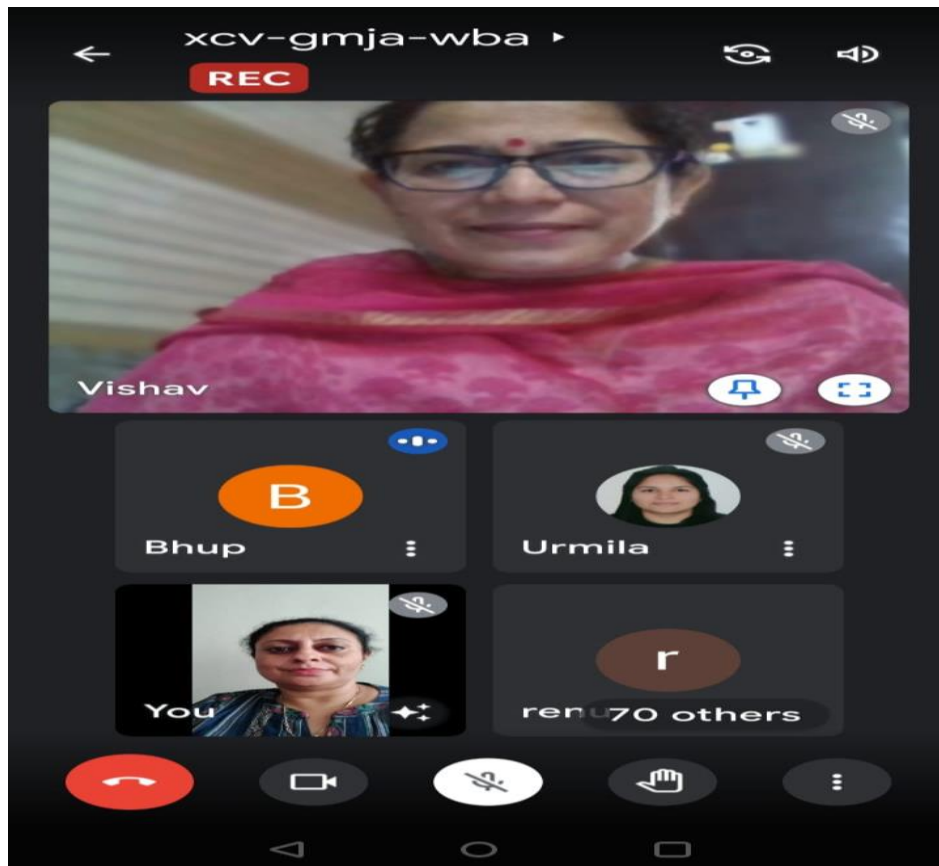 xcv-gmja-wba
REC
Vishav
B
Bhup
Urmila
You
r
renu
70 others